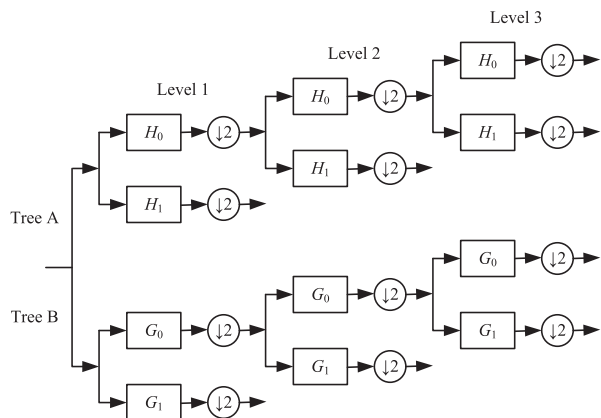 Level 3
Level 2
Level 1
H₀ ↓2
H₀ ↓2
H₀ ↓2
H₁ ↓2
H₁ ↓2
H₁ ↓2
Tree A
Tree B
G₀ ↓2
G₀ ↓2
G₀ ↓2
G₁ ↓2
G₁ ↓2
G₁ ↓2